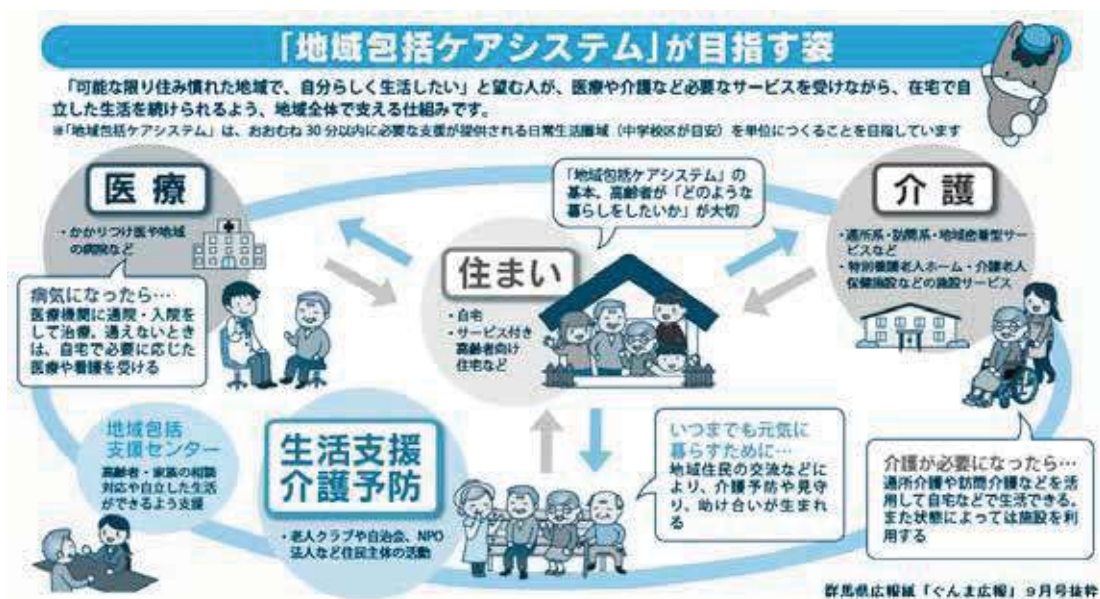 「地域包括ケアシステム」が目指す姿
「可能な限り住み慣れた地域で、自分らしく生活したい」と望む人が、医療や介護など必要なサービスを受けながら、在宅で自
立した生活を続けられるよう、地域全体で支える仕組みです。
※「地域包括ケアシステム」は、おおむね30分以内に必要な支援が提供される日常生活圏域(中学校区が目安)を単位につくることを目指しています
医療
・かかりつけ医や地域
の病院など
病気になったら…
医療機関に通院・入院を
して治療。通えないとき
は、自宅で必要に応じた
医療や看護を受ける
「地域包括ケアシステム」の
基本、高齢者が「どのような
暮らしをしたいか」が大切
住まい
・自宅
・サービス付き
高齢者向け
住宅など
介護
・通所系・訪問系・地域密着型サー
ビスなど
・特別養護老人ホーム・介護老人
保健施設などの施設サービス
介護が必要になったら…
通所介護や訪問介護などを活
用して自宅などで生活できる。
また状態によっては施設を利
用する
地域包括
支援センター
高齢者・家族の相談
対応や自立した生活
ができるよう支援
生活支援
介護予防
・老人クラブや自治会、NPO
法人など住民主体の活動
いつまでも元気に
暮らすために…
地域住民の交流などに
より、介護予防や見守
り、助け合いが生まれ
る
群馬県広報紙「ぐんま広報」9月号抜粋